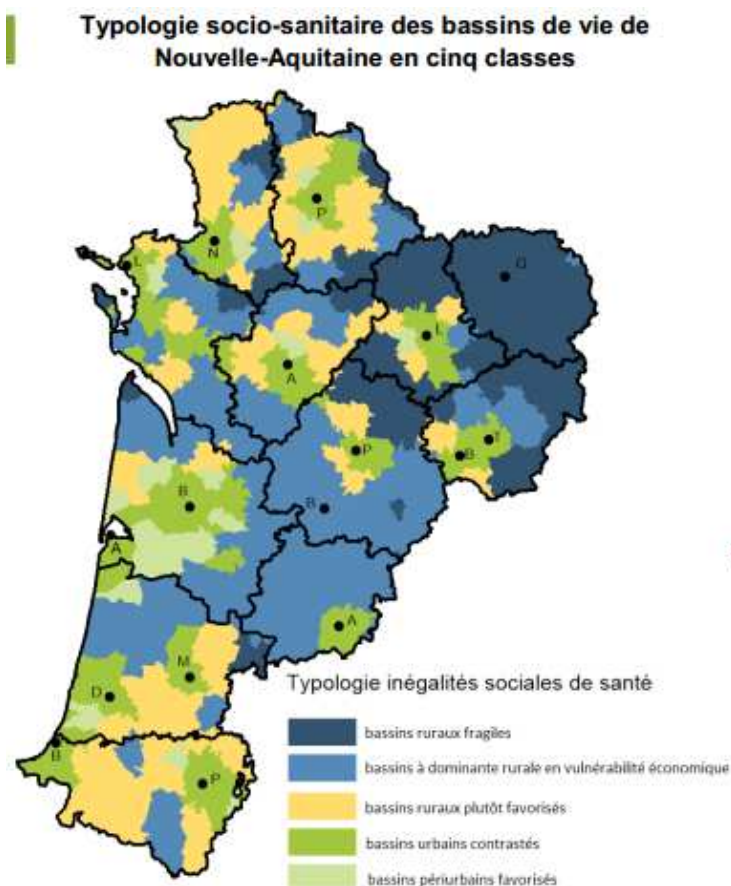 Typologie socio-sanitaire des bassins de vie de
Nouvelle-Aquitaine en cinq classes
P
N
L
G
L
A
T
P
B
B
B
A
A
M
D
B
P
Typologie inégalités sociales de santé
bassins ruraux fragiles
bassins à dominante rurale en vulnérabilité économique
bassins ruraux plutôt favorisés
bassins urbains contrastés
bassins périurbains favorisés